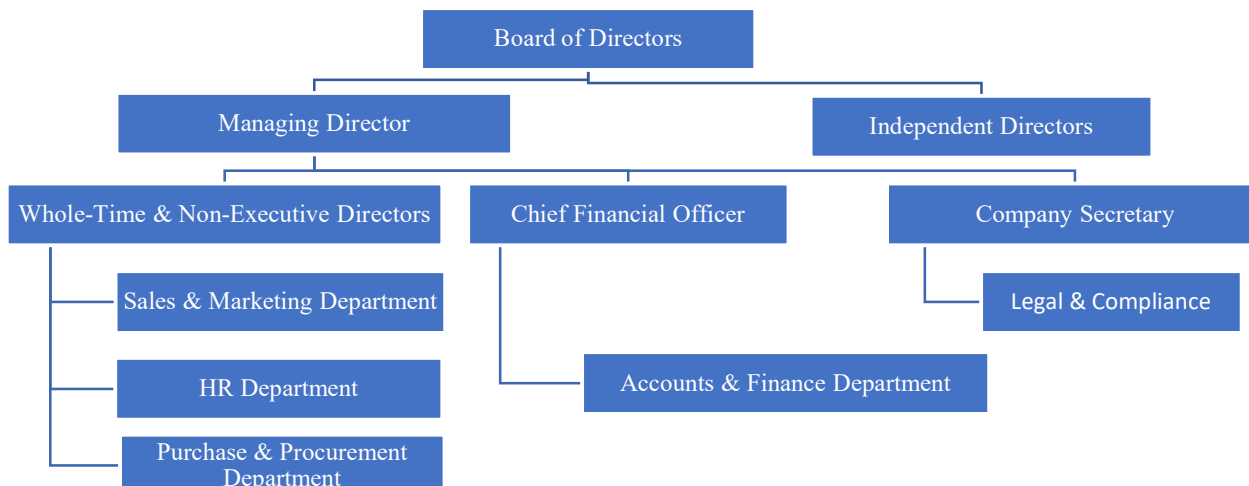 Board of Directors
Managing Director
Independent Directors
Whole-Time & Non-Executive Directors
Chief Financial Officer
Company Secretary
Sales & Marketing Department
Legal & Compliance
HR Department
Accounts & Finance Department
Purchase & Procurement
Department